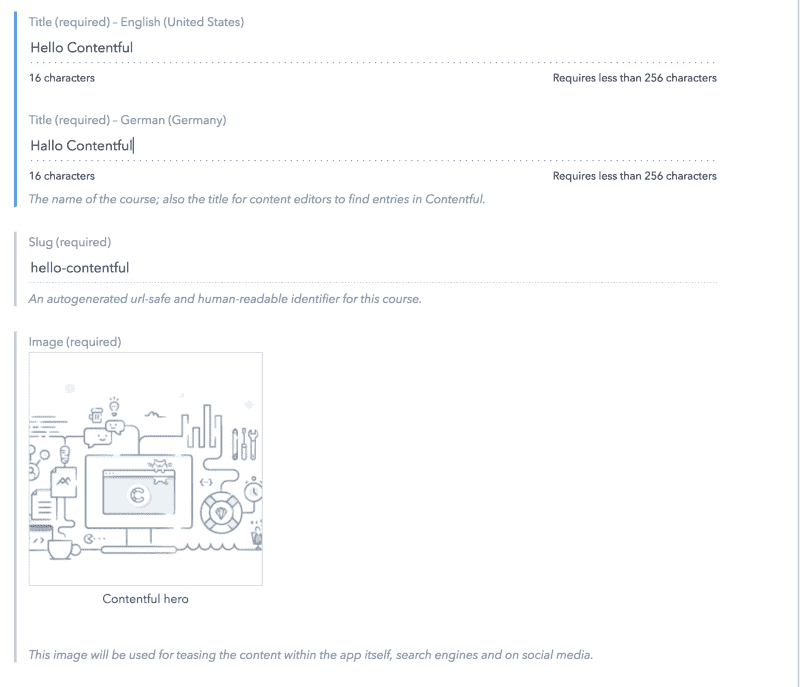 Title (required) – English (United States)
Hello Contentful
16 characters Requires less than 256 characters
Title (required) – German (Germany)
Hallo Contentful
16 characters Requires less than 256 characters
The name of the course; also the title for content editors to find entries in Contentful.
Slug (required)
hello-contentful
An autogenerated url-safe and human-readable identifier for this course.
Image (required)
C
Contentful hero
This image will be used for teasing the content within the app itself, search engines and on social media.